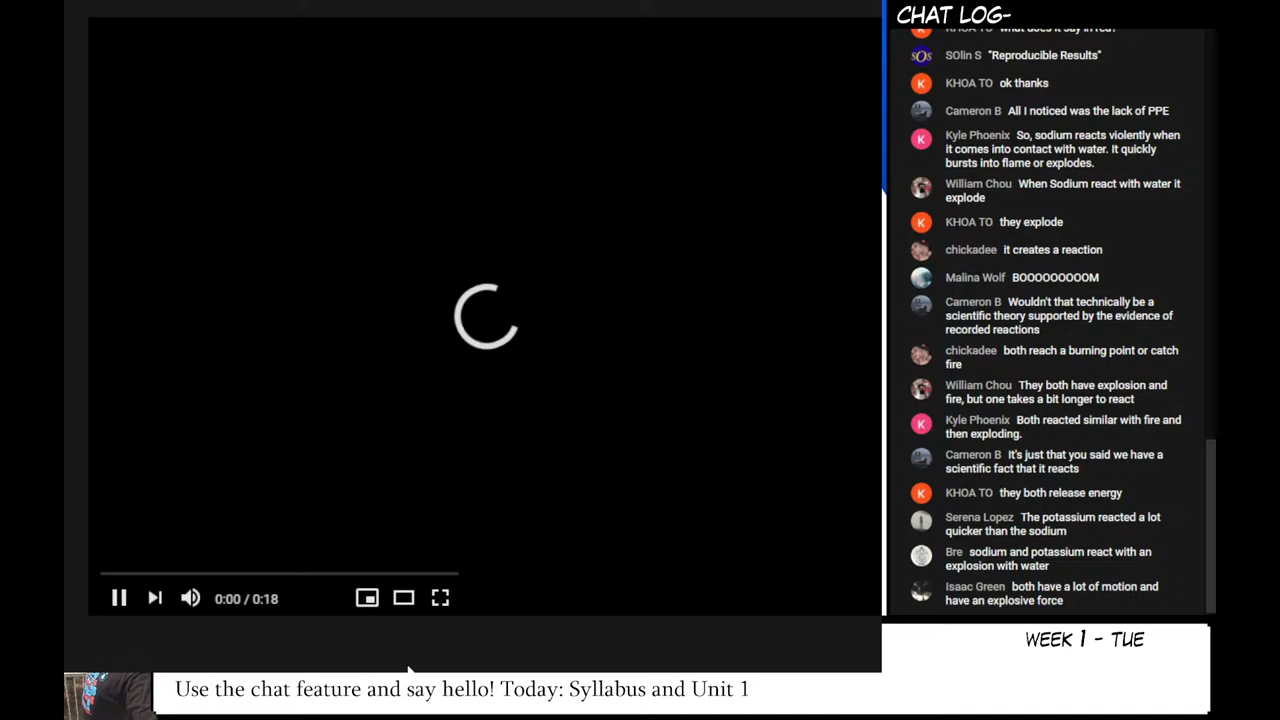 CHAT LOG-
KHOA TO what does it say in red?
SOlin S "Reproducible Results"
KHOA TO ok thanks
Cameron B All I noticed was the lack of PPE
Kyle Phoenix So, sodium reacts violently when
it comes into contact with water. It quickly
bursts into flame or explodes.
William Chou When Sodium react with water it
explode
KHOA TO they explode
chickadee it creates a reaction
Malina Wolf BOOOOOOOOM
Cameron B Wouldn't that technically be a
scientific theory supported by the evidence of
recorded reactions
chickadee both reach a burning point or catch
fire
William Chou They both have explosion and
fire, but one takes a bit longer to react
Kyle Phoenix Both reacted similar with fire and
then exploding.
Cameron B It's just that you said we have a
scientific fact that it reacts
KHOA TO they both release energy
Serena Lopez The potassium reacted a lot
quicker than the sodium
Bre sodium and potassium react with an
explosion with water
Isaac Green both have a lot of motion and
have an explosive force
0:00 / 0:18
WEEK 1 - TUE
Use the chat feature and say hello! Today: Syllabus and Unit 1